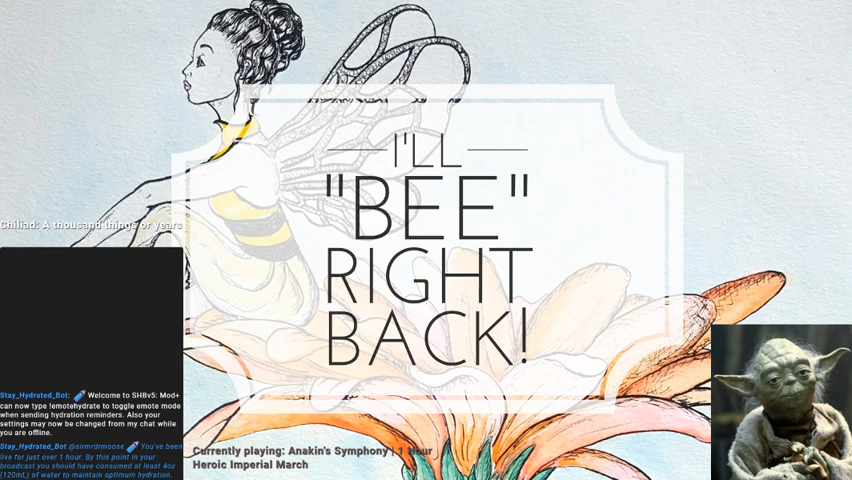 I'LL
"BEE"
RIGHT
BACK!
Chiliad: A thousand things or years
Stay_Hydrated_Bot: Welcome to SHBv5: Mod+
can now type !emotehydrate to toggle emote mode
when sending hydration reminders. Also your
settings may now be changed from my chat while
you are offline.
Stay_Hydrated_Bot @sirmrdrmoose You've been
live for just over 1 hour. By this point in your
broadcast you should have consumed at least 4oz
(120mL) of water to maintain optimum hydration.
Currently playing: Anakin's Symphony | 1 Hour
Heroic Imperial March